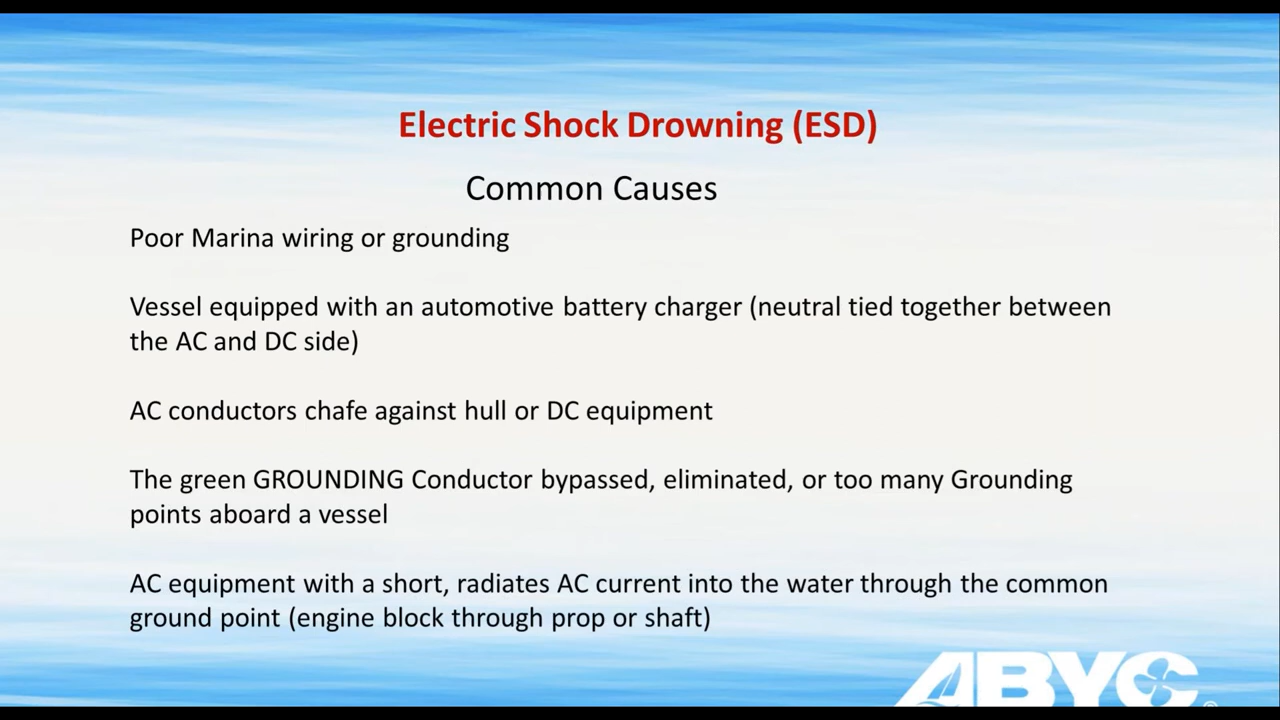 Electric Shock Drowning (ESD)
Common Causes
Poor Marina wiring or grounding
Vessel equipped with an automotive battery charger (neutral tied together between
the AC and DC side)
AC conductors chafe against hull or DC equipment
The green GROUNDING Conductor bypassed, eliminated, or too many Grounding
points aboard a vessel
AC equipment with a short, radiates AC current into the water through the common
ground point (engine block through prop or shaft)
ABYC®